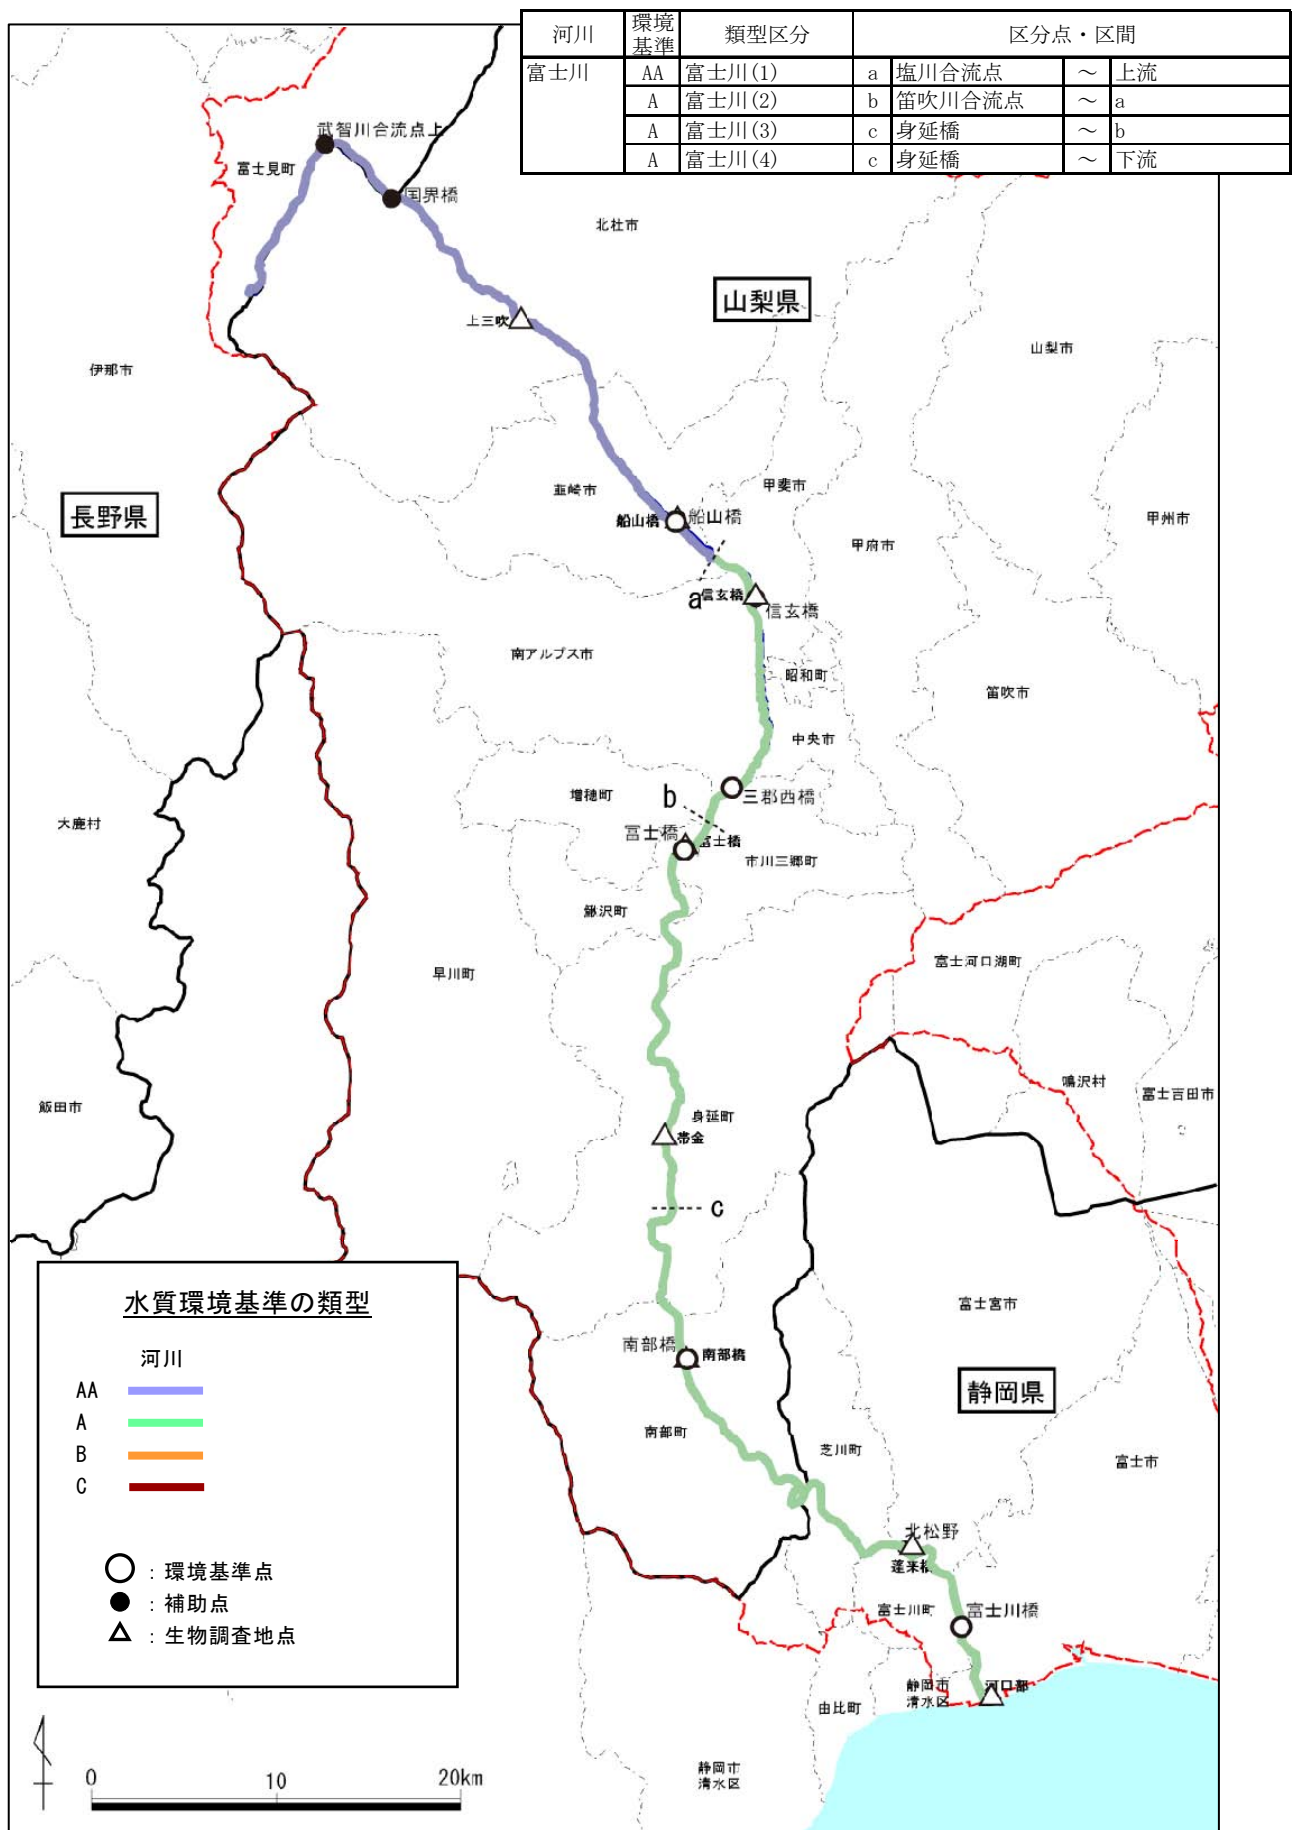 河川 環境基準 類型区分 区分点・区間
富士川 AA 富士川(1) a 塩川合流点 ～ 上流
A 富士川(2) b 笛吹川合流点 ～ a
A 富士川(3) c 身延橋 ～ b
A 富士川(4) c 身延橋 ～ 下流
武智川合流点上
富士見町
国界橋
北杜市
山梨県
上三吹
山梨市
伊那市
韮崎市
甲斐市
長野県
船山橋
船山橋
甲州市
甲府市
a
信玄橋
信玄橋
南アルプス市
昭和町
笛吹市
中央市
増穂町
b
三郡西橋
大鹿村
富士橋
富士橋
市川三郷町
鰍沢町
早川町
富士河口湖町
鳴沢村
富士吉田市
飯田市
身延町
帯金
c
水質環境基準の類型
河川
AA
A
B
C
：環境基準点
：補助点
：生物調査地点
富士宮市
南部橋
南部橋
静岡県
南部町
芝川町
富士市
北松野
蓬莱橋
富士川町
富士川橋
静岡市
清水区
河口部
由比町
静岡市
清水区
0 10 20km